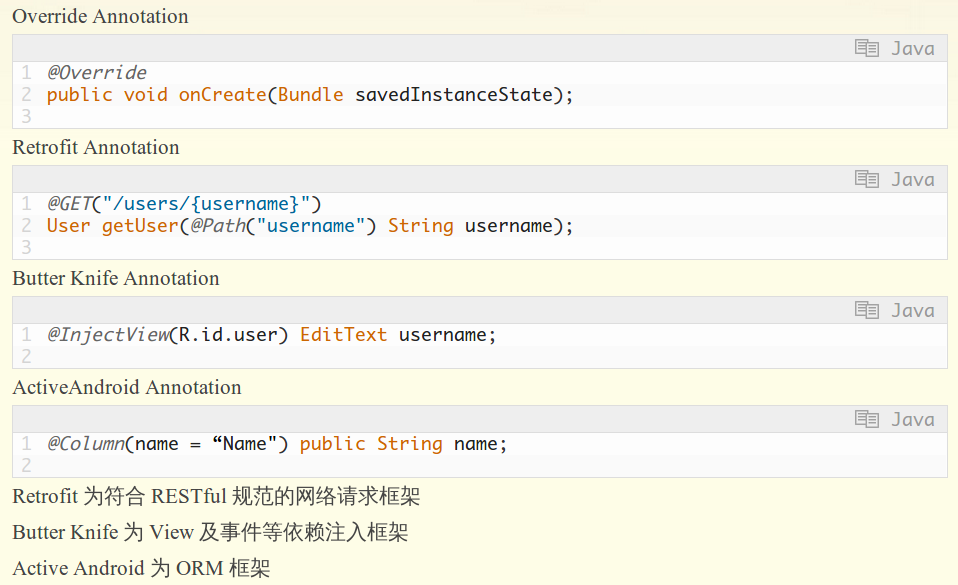 Override Annotation
Java
1 @Override
2 public void onCreate(Bundle savedInstanceState);
3
Retrofit Annotation
Java
1 @GET("/users/{username}")
2 User getUser(@Path("username") String username);
3
Butter Knife Annotation
Java
1 @InjectView(R.id.user) EditText username;
2
ActiveAndroid Annotation
Java
1 @Column(name = “Name") public String name;
2
Retrofit 为符合 RESTful 规范的网络请求框架
Butter Knife 为 View 及事件等依赖注入框架
Active Android 为 ORM 框架